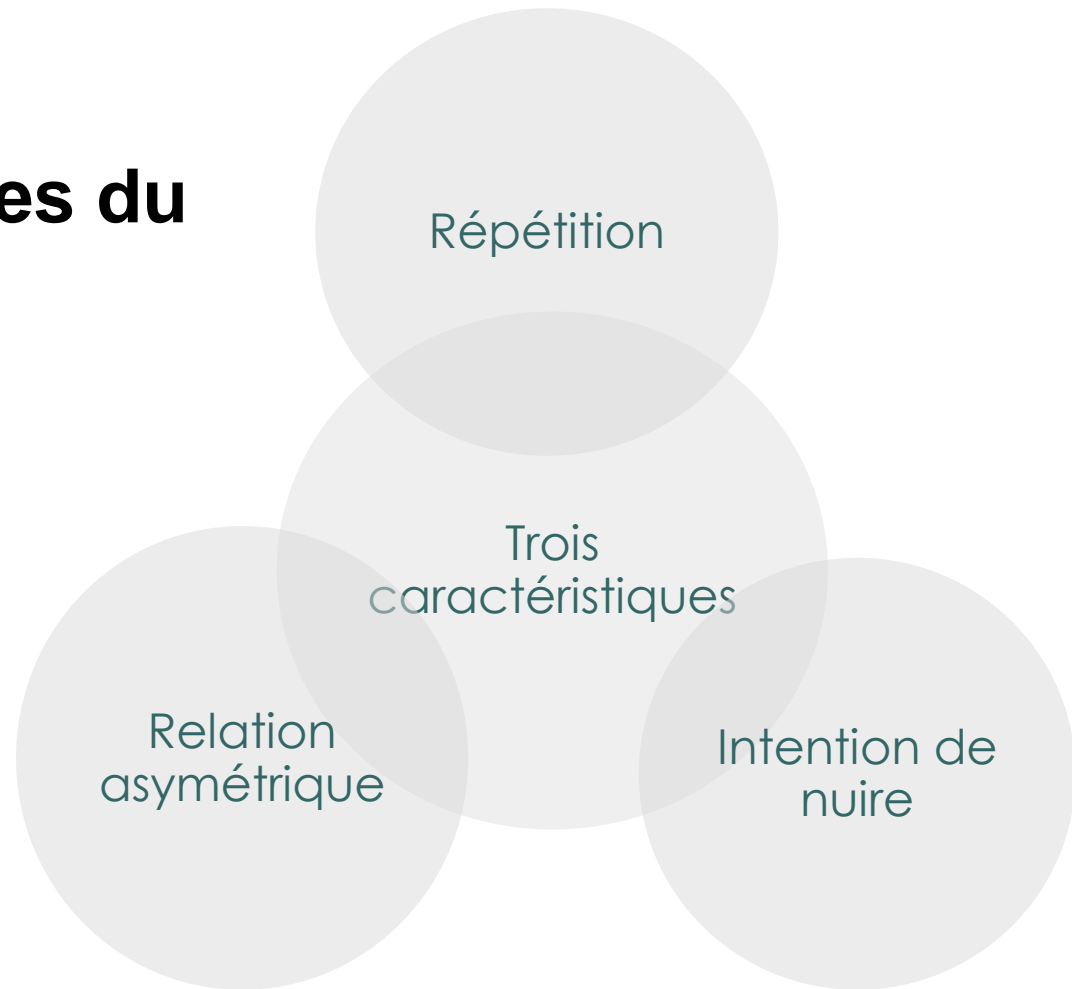 es du
Répétition
Trois
caractéristiques
Relation
asymétrique
Intention de
nuire